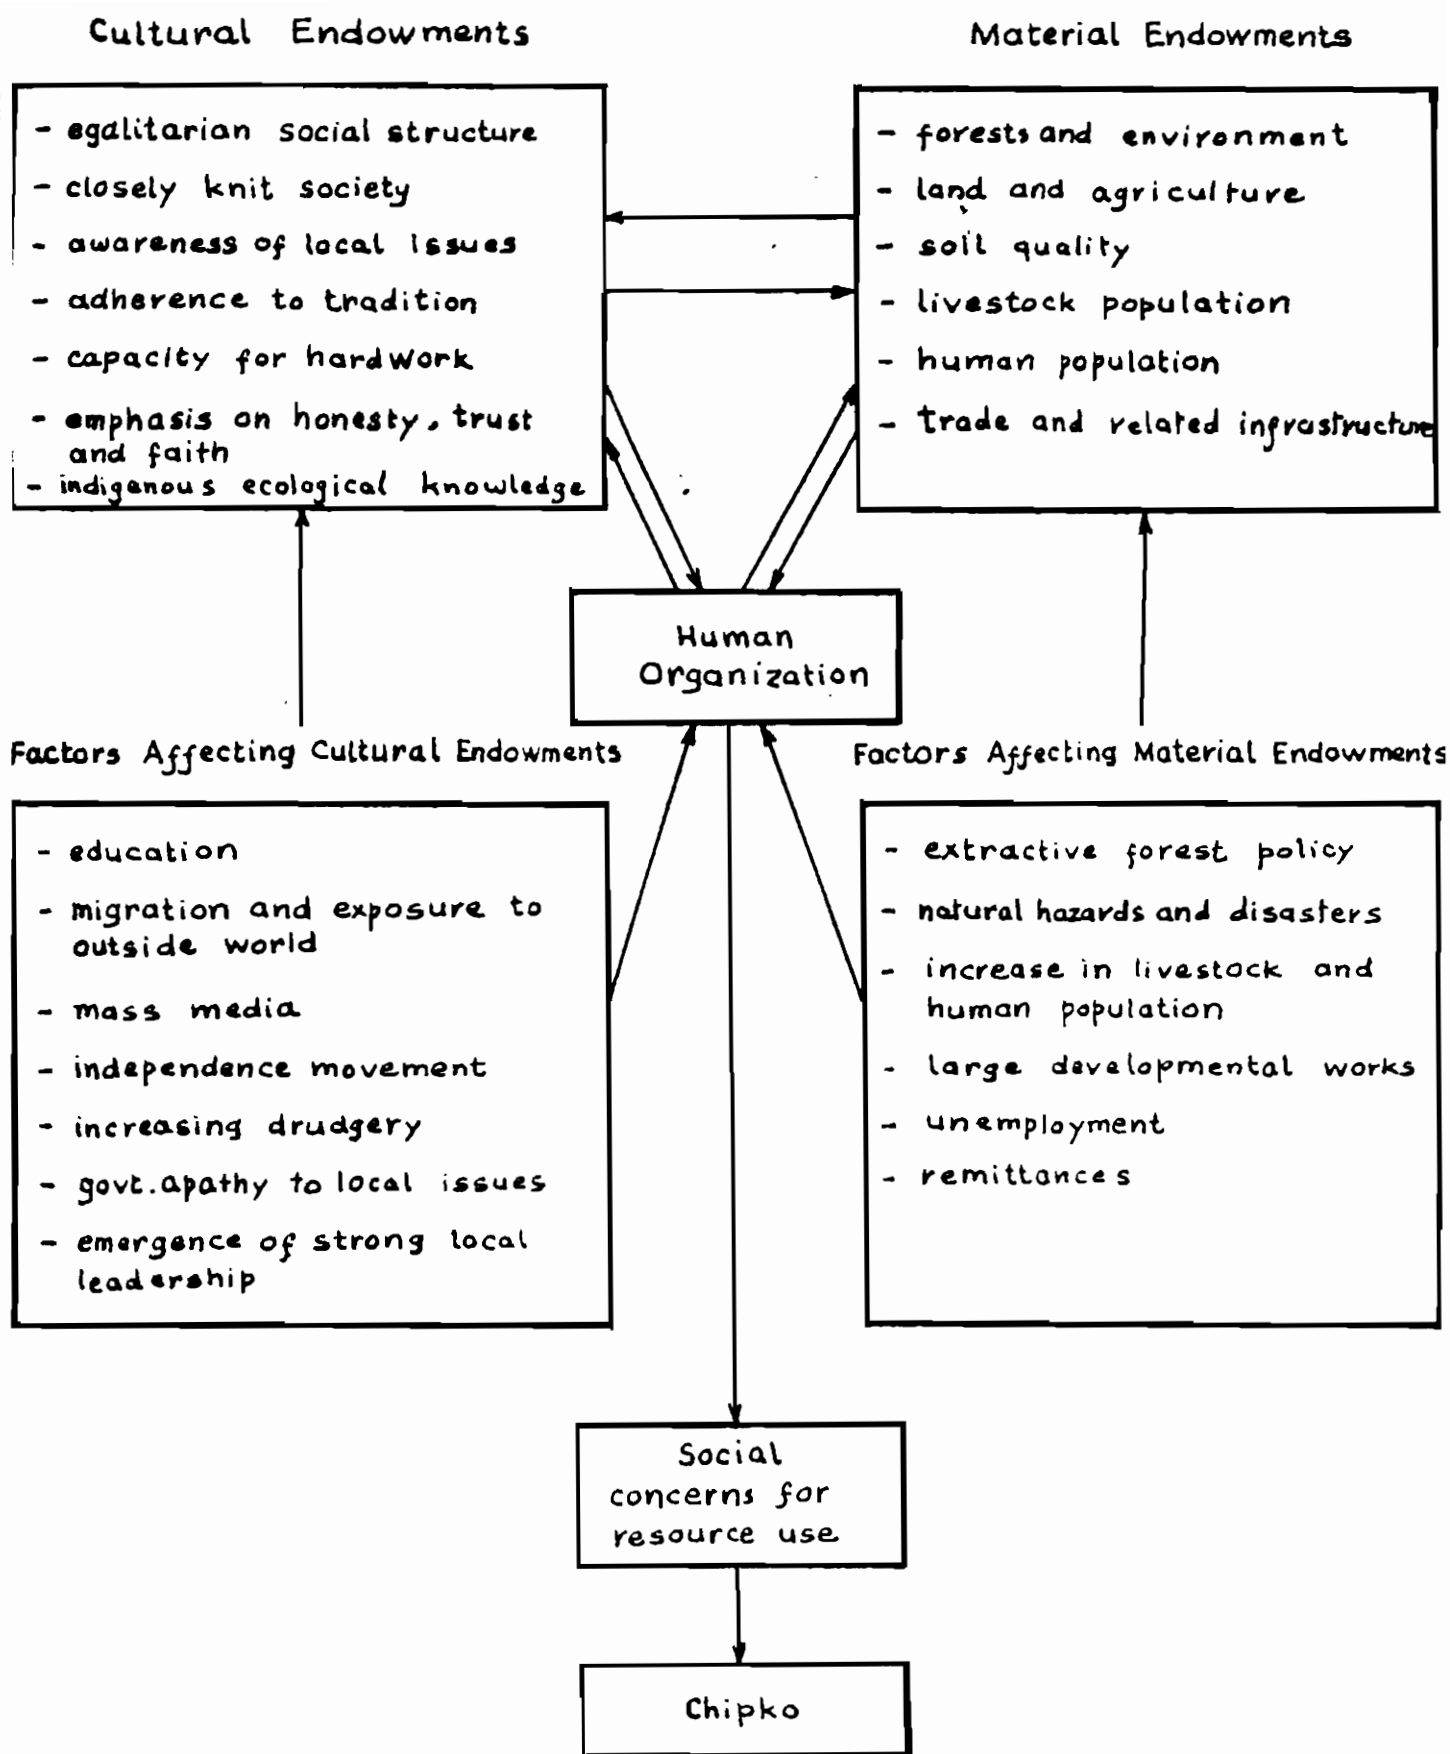 Cultural Endowments
- egalitarian social structure
- closely knit society
- awareness of local issues
- adherence to tradition
- capacity for hardwork
- emphasis on honesty, trust
and faith
- indigenous ecological knowledge
Material Endowments
- forests and environment
- land and agriculture
- soil quality
- livestock population
- human population
- trade and related infrastructure
Human
Organization
Factors Affecting Cultural Endowments
- education
- migration and exposure to
outside world
- mass media
- independence movement
- increasing drudgery
- govt. apathy to local issues
- emergence of strong local
leadership
Factors Affecting Material Endowments
- extractive forest policy
- natural hazards and disasters
- increase in livestock and
human population
- large developmental works
- unemployment
- remittances
Social
concerns for
resource use
Chipko